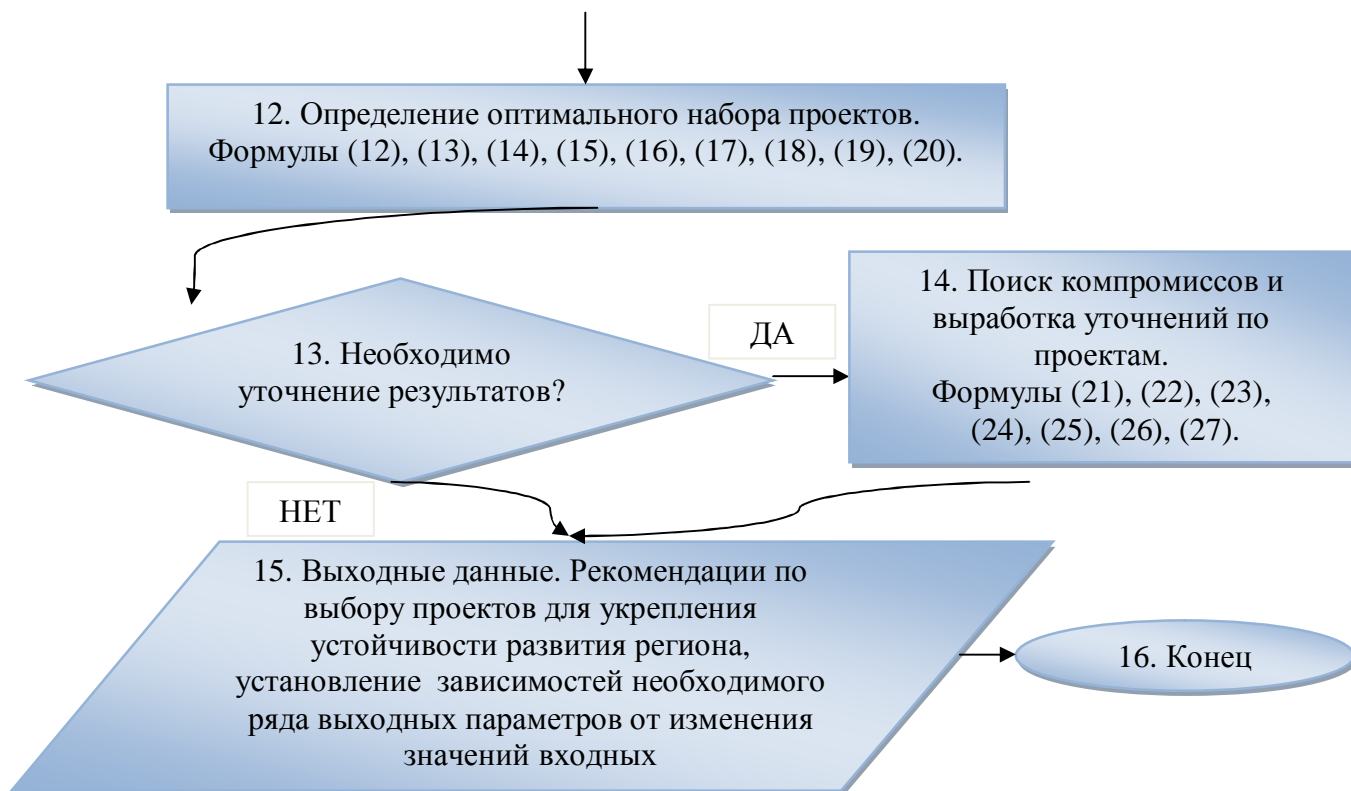 12. Определение оптимального набора проектов.
Формулы (12), (13), (14), (15), (16), (17), (18), (19), (20).
13. Необходимо
уточнение результатов?
ДА
14. Поиск компромиссов и
выработка уточнений по
проектам.
Формулы (21), (22), (23),
(24), (25), (26), (27).
НЕТ
15. Выходные данные. Рекомендации по
выбору проектов для укрепления
устойчивости развития региона,
установление зависимостей необходимого
ряда выходных параметров от изменения
значений входных
16. Конец